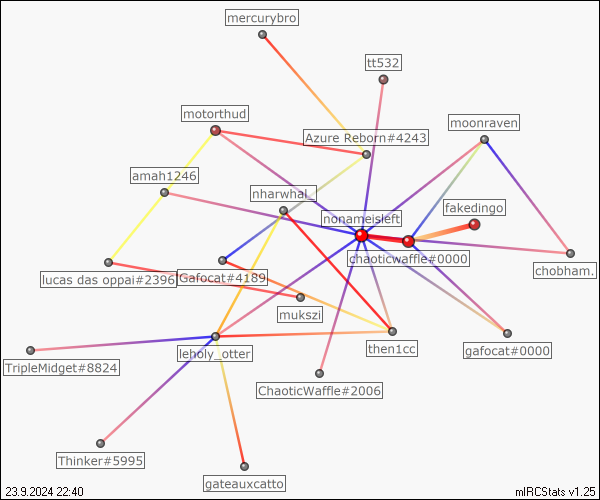 mercurybro
tt532
motorthud
moonraven
Azure Reborn#4243
amah1246
nharwhal_
fakedingo
nonameisleft
chaoticwaffle#0000
chobham.
lucas das oppai#2396
Gafocat#4189
mukszi
then1cc
gafocat#0000
leholy_otter
TripleMidget#8824
ChaoticWaffle#2006
Thinker#5995
gateauxcatto
23.9.2024 22:40
mIRCStats v1.25